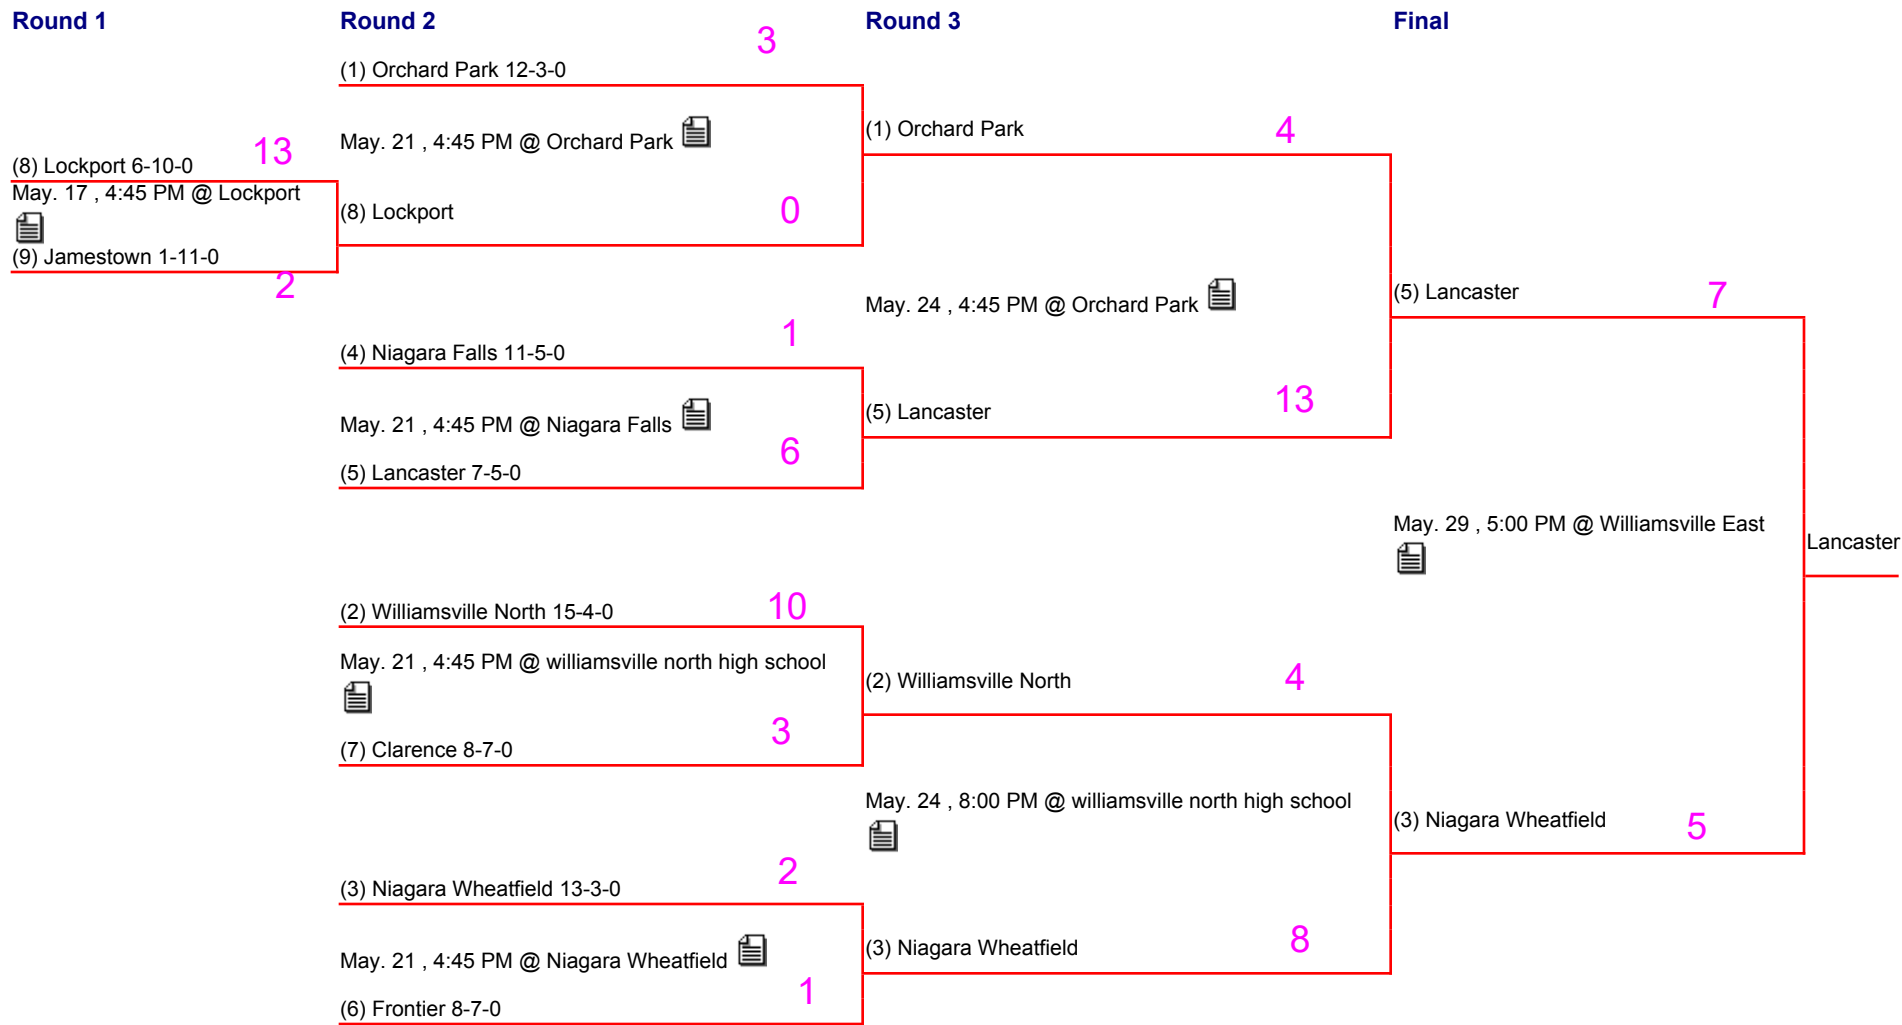 Round 1
Round 2
Round 3
Final
3
(1) Orchard Park 12-3-0
May. 21 , 4:45 PM @ Orchard Park
(1) Orchard Park
4
13
(8) Lockport 6-10-0
May. 17 , 4:45 PM @ Lockport
(9) Jamestown 1-11-0
2
(8) Lockport
0
May. 24 , 4:45 PM @ Orchard Park
(5) Lancaster
7
1
(4) Niagara Falls 11-5-0
May. 21 , 4:45 PM @ Niagara Falls
6
(5) Lancaster 7-5-0
(5) Lancaster
13
May. 29 , 5:00 PM @ Williamsville East
Lancaster
(2) Williamsville North 15-4-0
10
May. 21 , 4:45 PM @ williamsville north high school
3
(7) Clarence 8-7-0
(2) Williamsville North
4
May. 24 , 8:00 PM @ williamsville north high school
(3) Niagara Wheatfield
5
2
(3) Niagara Wheatfield 13-3-0
May. 21 , 4:45 PM @ Niagara Wheatfield
1
(6) Frontier 8-7-0
(3) Niagara Wheatfield
8